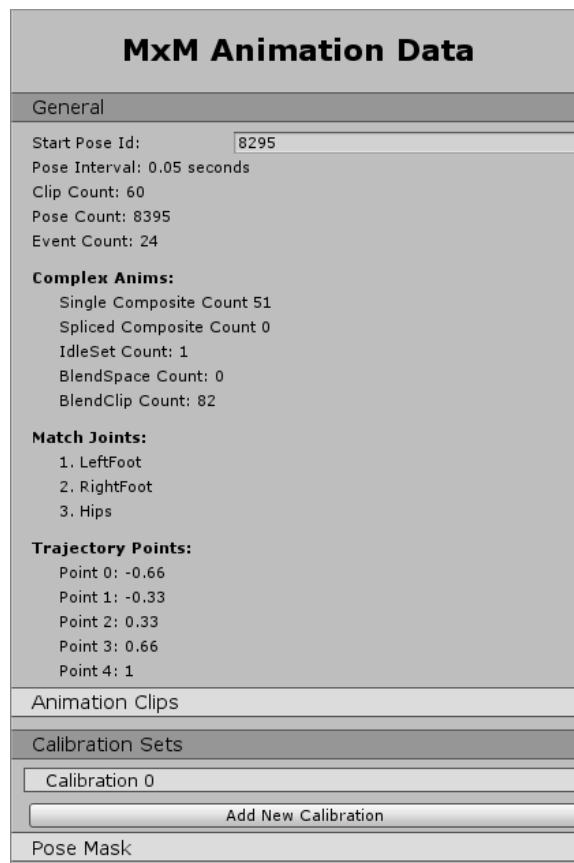 MxM Animation Data
General
Start Pose Id: 8295
Pose Interval: 0.05 seconds
Clip Count: 60
Pose Count: 8395
Event Count: 24
Complex Anims:
Single Composite Count 51
Spliced Composite Count 0
IdleSet Count: 1
BlendSpace Count: 0
BlendClip Count: 82
Match Joints:
1. LeftFoot
2. RightFoot
3. Hips
Trajectory Points:
Point 0: -0.66
Point 1: -0.33
Point 2: 0.33
Point 3: 0.66
Point 4: 1
Animation Clips
Calibration Sets
Calibration 0
Add New Calibration
Pose Mask